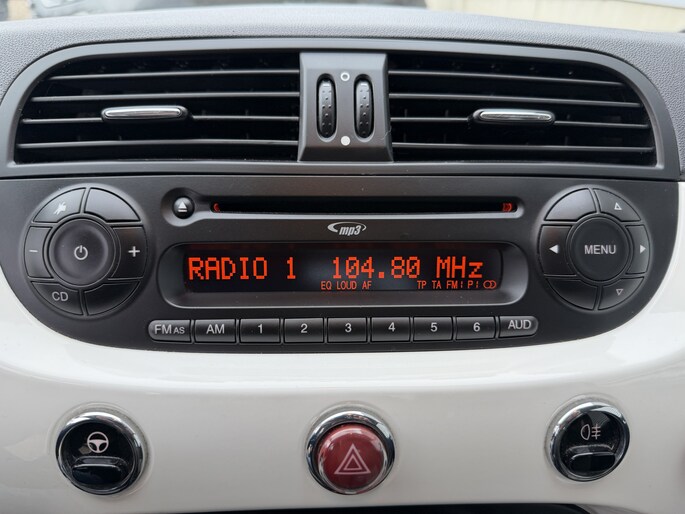 mp3
RADIO 1 104.80 MHz
EQ LOUD AF TP TA FM I P I
CD
MENU
FM AS AM 1 2 3 4 5 6 AUD